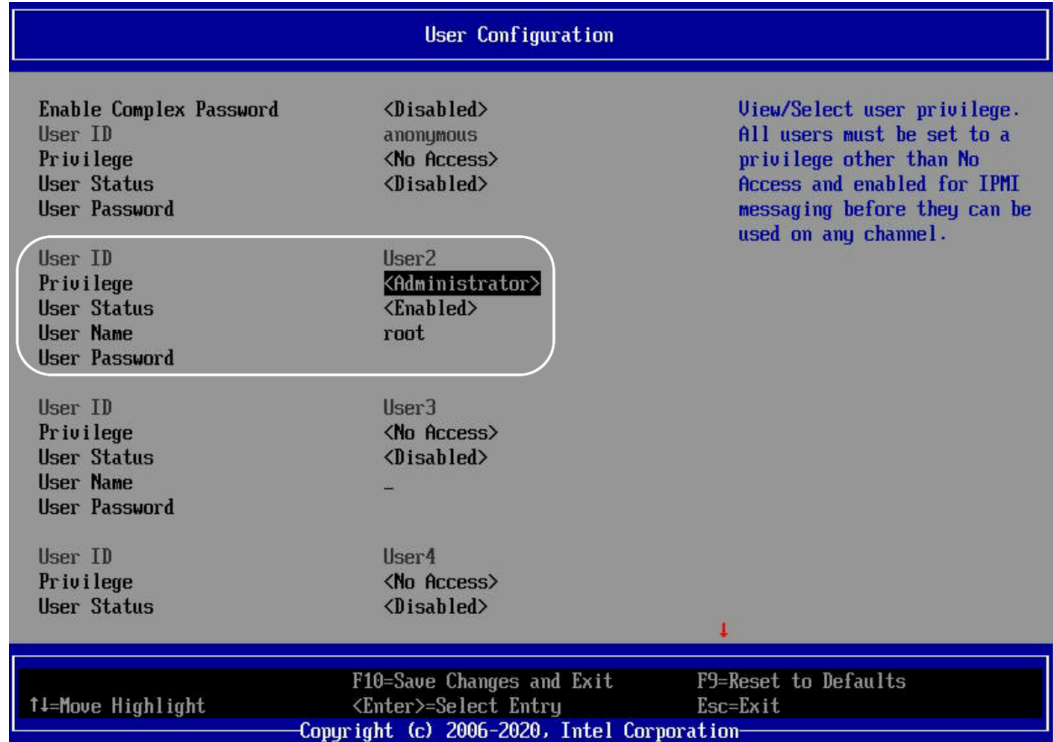 User Configuration
Enable Complex Password <Disabled>
User ID anonymous
Privilege <No Access>
User Status <Disabled>
User Password
View/Select user privilege.
All users must be set to a
privilege other than No
Access and enabled for IPMI
messaging before they can be
used on any channel.
User ID User2
Privilege <Administrator>
User Status <Enabled>
User Name root
User Password
User ID User3
Privilege <No Access>
User Status <Disabled>
User Name _
User Password
User ID User4
Privilege <No Access>
User Status <Disabled>
↓
F10=Save Changes and Exit F9=Reset to Defaults
↑↓=Move Highlight <Enter>=Select Entry Esc=Exit
Copyright (c) 2006-2020, Intel Corporation